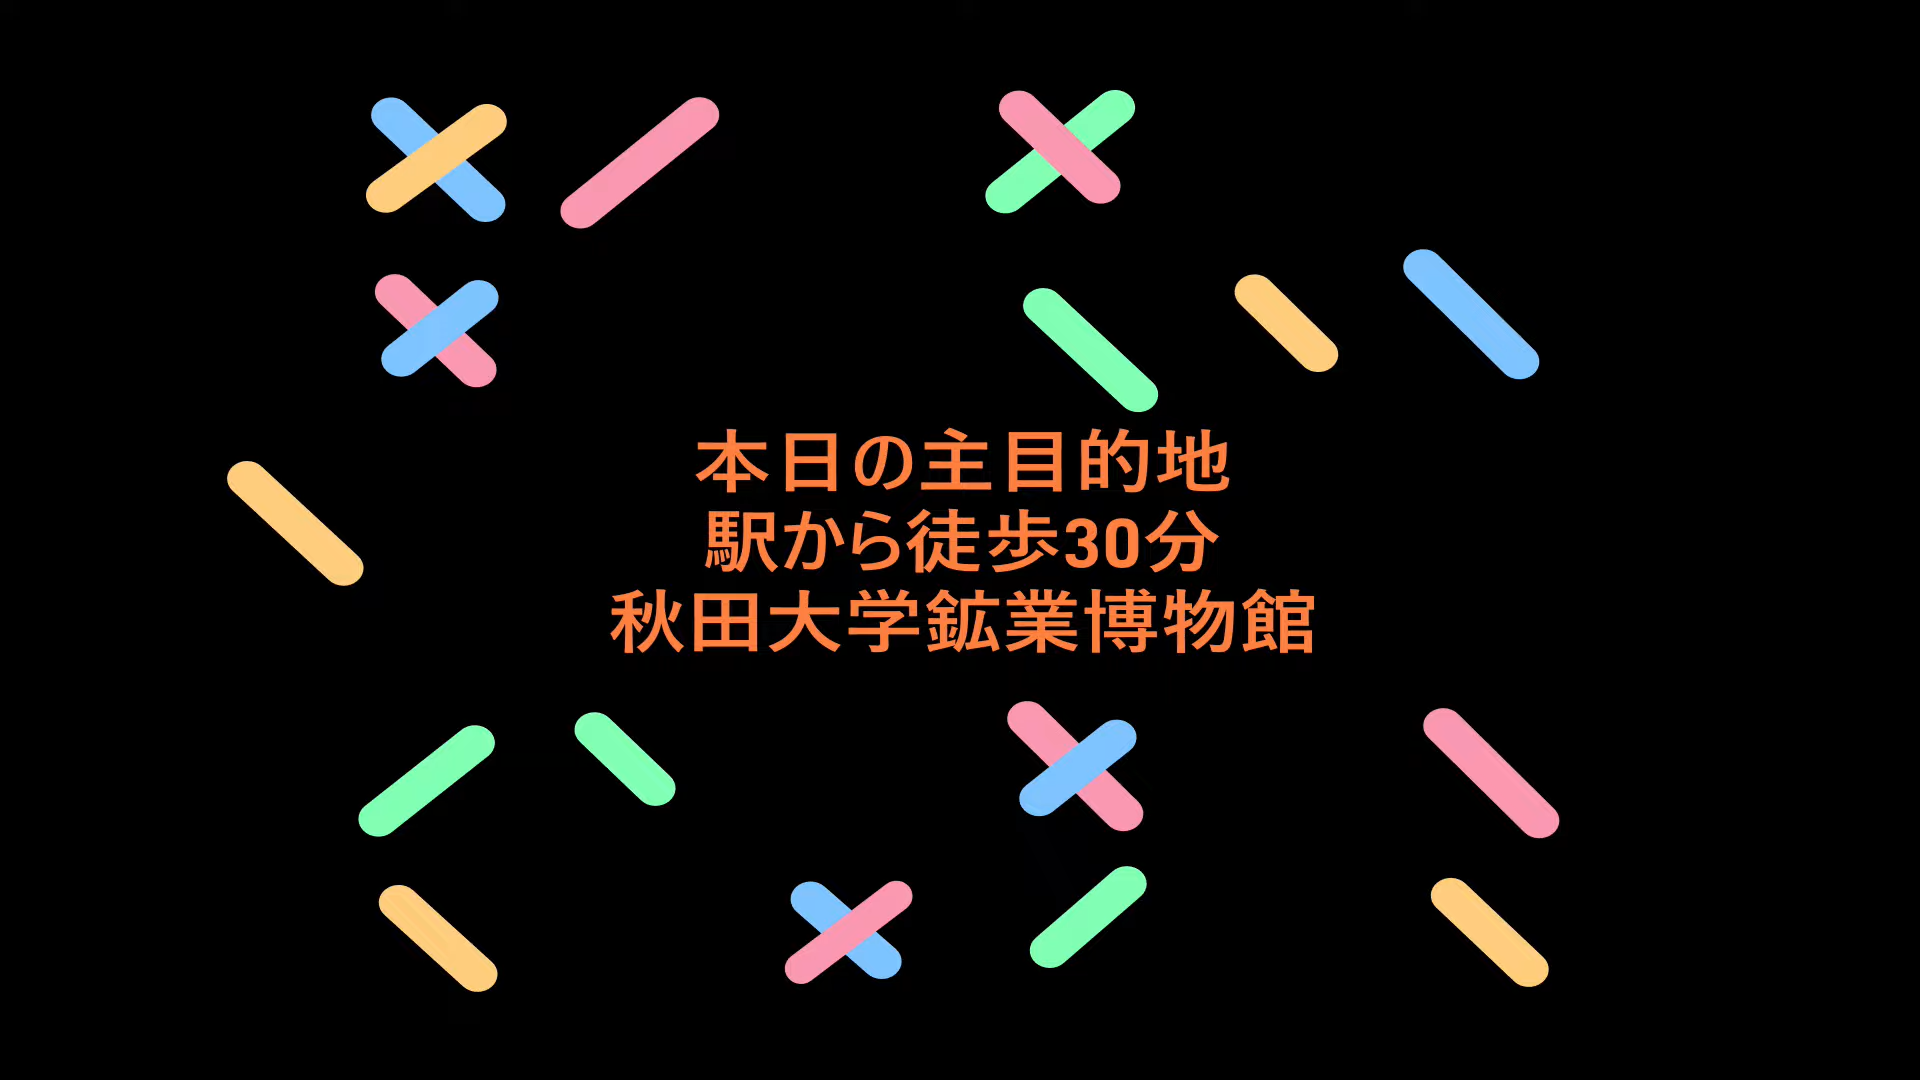 本日の主目的地
駅から徒歩30分
秋田大学鉱業博物館